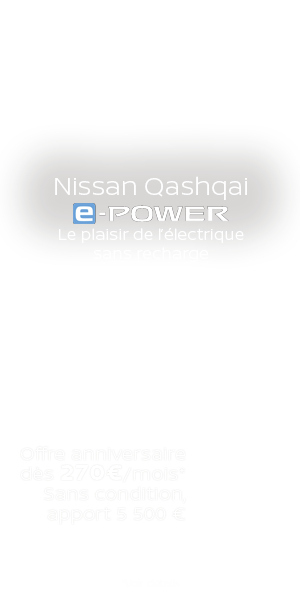 Nissan Qashqai
e-POWER
Le plaisir de l'électrique
sans recharge
Offre anniversaire
dès 270 €/mois*
Sans condition,
apport 5 500 €